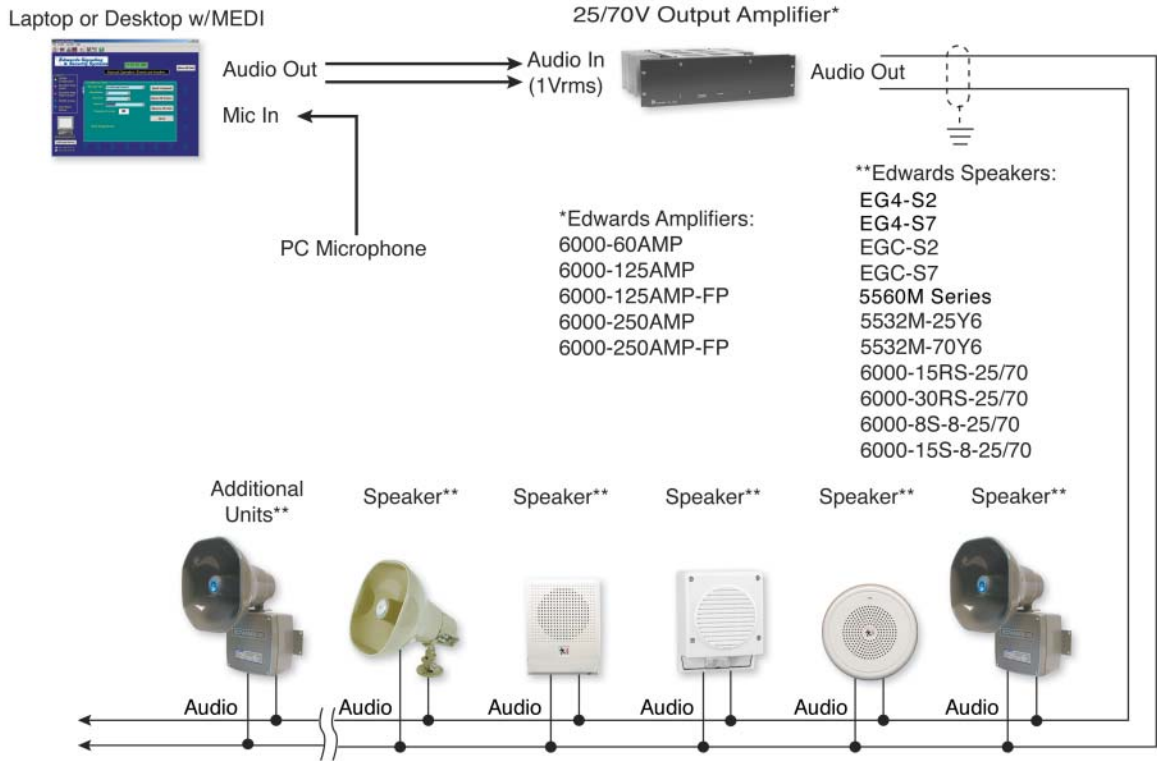 Laptop or Desktop w/MEDI
25/70V Output Amplifier*
Audio Out
Audio In
(1Vrms)
Audio Out
Mic In
PC Microphone
*Edwards Amplifiers:
6000-60AMP
6000-125AMP
6000-125AMP-FP
6000-250AMP
6000-250AMP-FP
**Edwards Speakers:
EG4-S2
EG4-S7
EGC-S2
EGC-S7
5560M Series
5532M-25Y6
5532M-70Y6
6000-15RS-25/70
6000-30RS-25/70
6000-8S-8-25/70
6000-15S-8-25/70
Additional
Units**
Speaker**
Speaker**
Speaker**
Speaker**
Speaker**
Audio
Audio
Audio
Audio
Audio
Audio